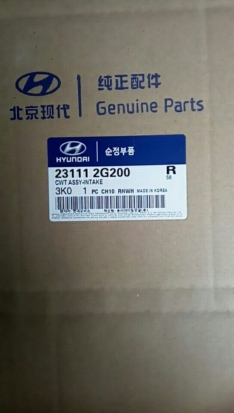 纯正配件
北京现代
Genuine Parts
HYUNDAI
순정부품
23111 2G200
R
CWT ASSY-INTAKE
3K0 1 PC CH10 RHWH MADE IN KOREA